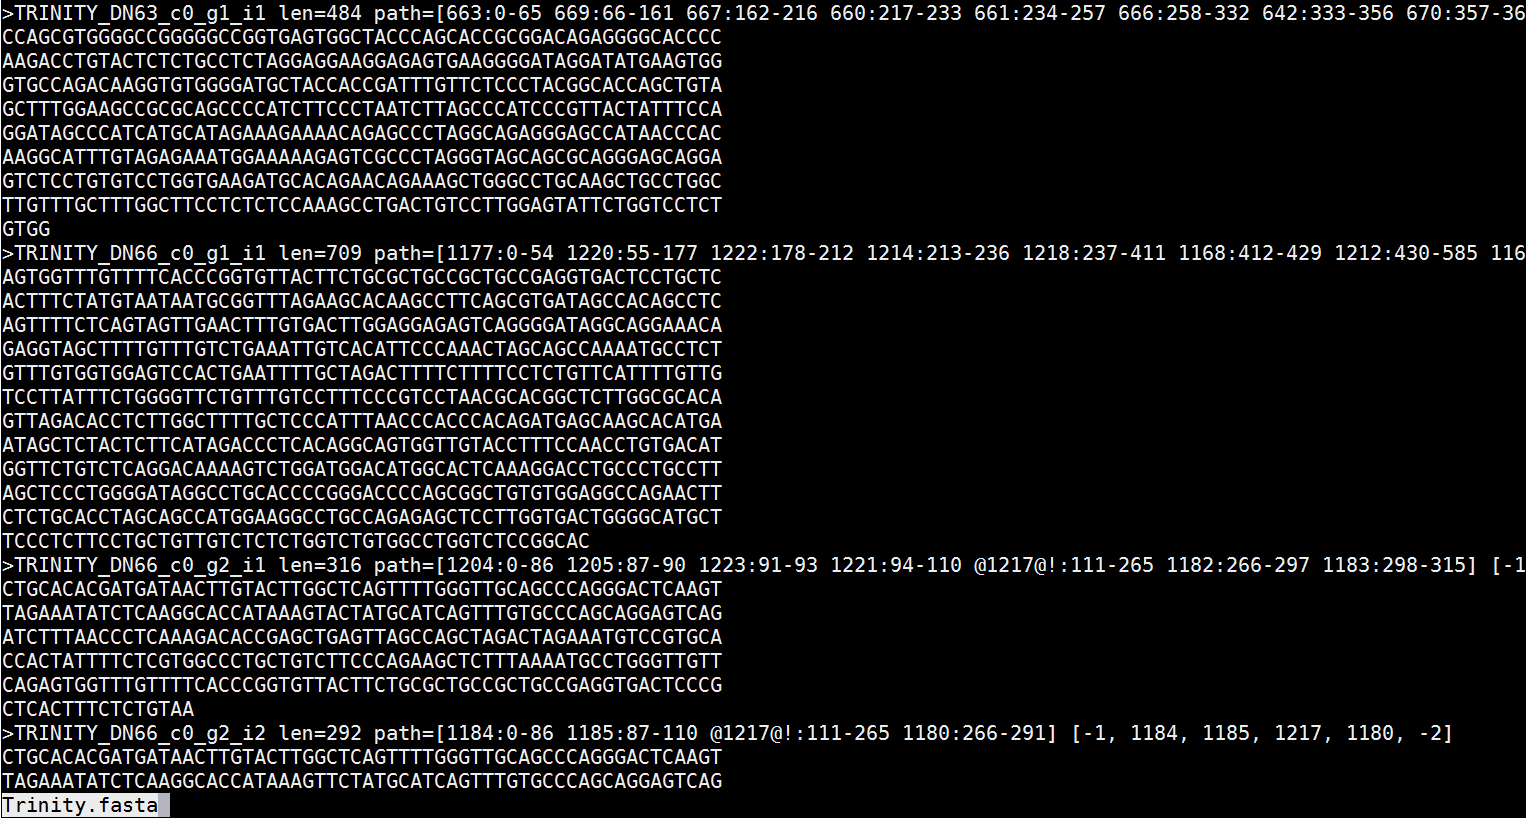 >TRINITY_DN63_c0_g1_i1 len=484 path=[663:0-65 669:66-161 667:162-216 660:217-233 661:234-257 666:258-332 642:333-356 670:357-36
CCAGCGTGGGGCCGGGGGCCGGTGAGTGGCTACCCAGCACCGCGGACAGAGGGGCACCCC
AAGACCTGTACTCTCTGCCTCTAGGAGGAAGGAGAGTGAAGGGGATAGGATATGAAGTGG
GTGCCAGACAAGGTGTGGGGATGCTACCACCGATTTGTTCTCCCTACGGCACCAGCTGTA
GCTTTGGAAGCCGCGCAGCCCCATCTTCCCTAATCTTAGCCCATCCCGTTACTATTTCCA
GGATAGCCCATCATGCATAGAAAGAAAACAGAGCCCTAGGCAGAGGGAGCCATAACCCAC
AAGGCATTTGTAGAGAAATGGAAAAAGAGTCGCCCTAGGGTAGCAGCGCAGGGAGCAGGA
GTCTCCTGTGTCCTGGTGAAGATGCACAGAACAGAAAGCTGGGCCTGCAAGCTGCCTGGC
TTGTTTGCTTTGGCTTCCTCTCTCCAAAGCCTGACTGTCCTTGGAGTATTCTGGTCCTCT
GTGG
>TRINITY_DN66_c0_g1_i1 len=709 path=[1177:0-54 1220:55-177 1222:178-212 1214:213-236 1218:237-411 1168:412-429 1212:430-585 116
AGTGGTTTGTTTTCACCCGGTGTTACTTCTGCGCTGCCGCTGCCGAGGTGACTCCTGCTC
ACTTTCTATGTAATAATGCGGTTTAGAAGCACAAGCCTTCAGCGTGATAGCCACAGCCTC
AGTTTTCTCAGTAGTTGAACTTTGTGACTTGGAGGAGAGTCAGGGGATAGGCAGGAAACA
GAGGTAGCTTTTGTTTGTCTGAAATTGTCACATTCCCAAACTAGCAGCCAAAATGCCTCT
GTTTGTGGTGGAGTCCACTGAATTTTGCTAGACTTTTCTTTTCCTCTGTTCATTTTGTTG
TCCTTATTTCTGGGGTTCTGTTTGTCCTTTCCCGTCCTAACGCACGGCTCTTGGCGCACA
GTTAGACACCTCTTGGCTTTTGCTCCCATTTAACCCACCCACAGATGAGCAAGCACATGA
ATAGCTCTACTCTTCATAGACCCTCACAGGCAGTGGTTGTACCTTTCCAACCTGTGACAT
GGTTCTGTCTCAGGACAAAAGTCTGGATGGACATGGCACTCAAAGGACCTGCCCTGCCTT
AGCTCCCTGGGGATAGGCCTGCACCCCGGGACCCCAGCGGCTGTGTGGAGGCCAGAACTT
CTCTGCACCTAGCAGCCATGGAAGGCCTGCCAGAGAGCTCCTTGGTGACTGGGGCATGCT
TCCCTCTTCCTGCTGTTGTCTCTCTGGTCTGTGGCCTGGTCTCCGGCAC
>TRINITY_DN66_c0_g2_i1 len=316 path=[1204:0-86 1205:87-90 1223:91-93 1221:94-110 @1217@!:111-265 1182:266-297 1183:298-315] [-1
CTGCACACGATGATAACTTGTACTTGGCTCAGTTTTGGGTTGCAGCCCAGGGACTCAAGT
TAGAAATATCTCAAGGCACCATAAAGTACTATGCATCAGTTTGTGCCCAGCAGGAGTCAG
ATCTTTAACCCTCAAAGACACCGAGCTGAGTTAGCCAGCTAGACTAGAAATGTCCGTGCA
CCACTATTTTCTCGTGGCCCTGCTGTCTTCCCAGAAGCTCTTTAAAATGCCTGGGTTGTT
CAGAGTGGTTTGTTTTCACCCGGTGTTACTTCTGCGCTGCCGCTGCCGAGGTGACTCCCG
CTCACTTTCTCTGTAA
>TRINITY_DN66_c0_g2_i2 len=292 path=[1184:0-86 1185:87-110 @1217@!:111-265 1180:266-291] [-1, 1184, 1185, 1217, 1180, -2]
CTGCACACGATGATAACTTGTACTTGGCTCAGTTTTGGGTTGCAGCCCAGGGACTCAAGT
TAGAAATATCTCAAGGCACCATAAAGTTCTATGCATCAGTTTGTGCCCAGCAGGAGTCAG
Trinity.fasta